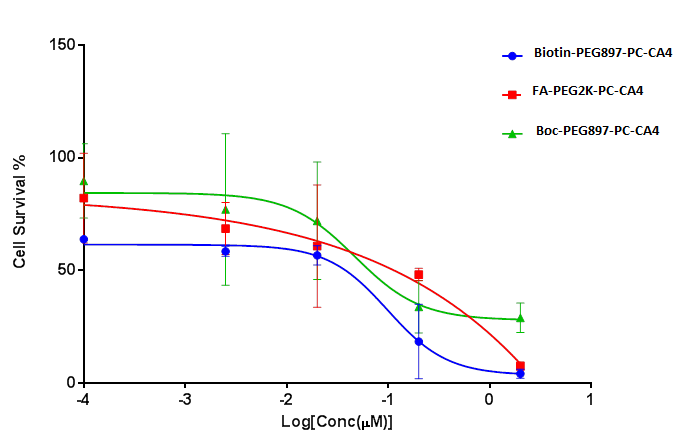 150
Biotin-PEG897-PC-CA4
FA-PEG2K-PC-CA4
Boc-PEG897-PC-CA4
100
Cell Survival %
50
0
-4 -3 -2 -1 0 1
Log[Conc(μM)]